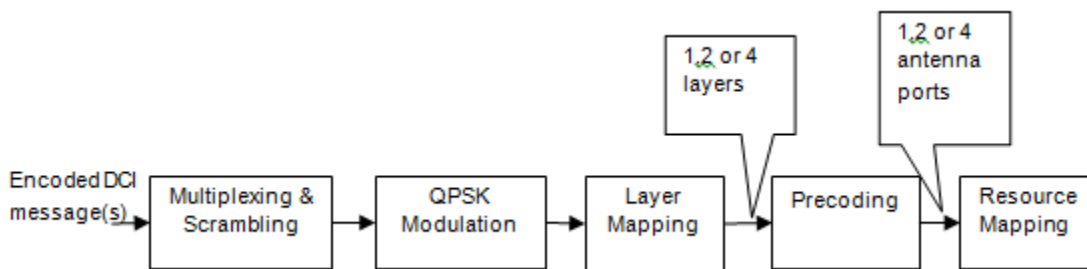 1,2 or 4
layers
1,2 or 4
antenna
ports
Encoded DCI
message(s)
Multiplexing &
Scrambling
QPSK
Modulation
Layer
Mapping
Precoding
Resource
Mapping